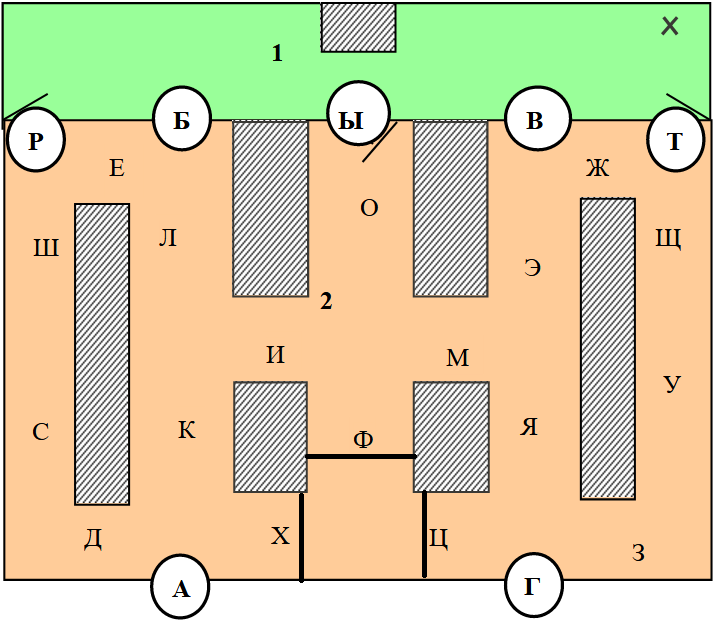 1
Р Б Ы В Т
Е Ж
О
Ш Л Щ
Э
2
И М
У
С К Ф Я
Д Х Ц З
А Г